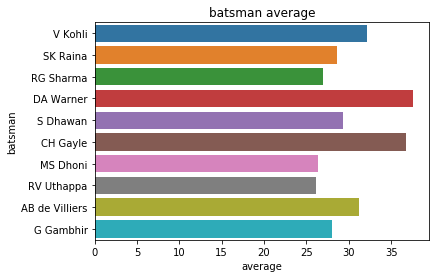 batsman average
V Kohli
SK Raina
RG Sharma
DA Warner
S Dhawan
CH Gayle
MS Dhoni
RV Uthappa
AB de Villiers
G Gambhir
batsman
0 5 10 15 20 25 30 35
average